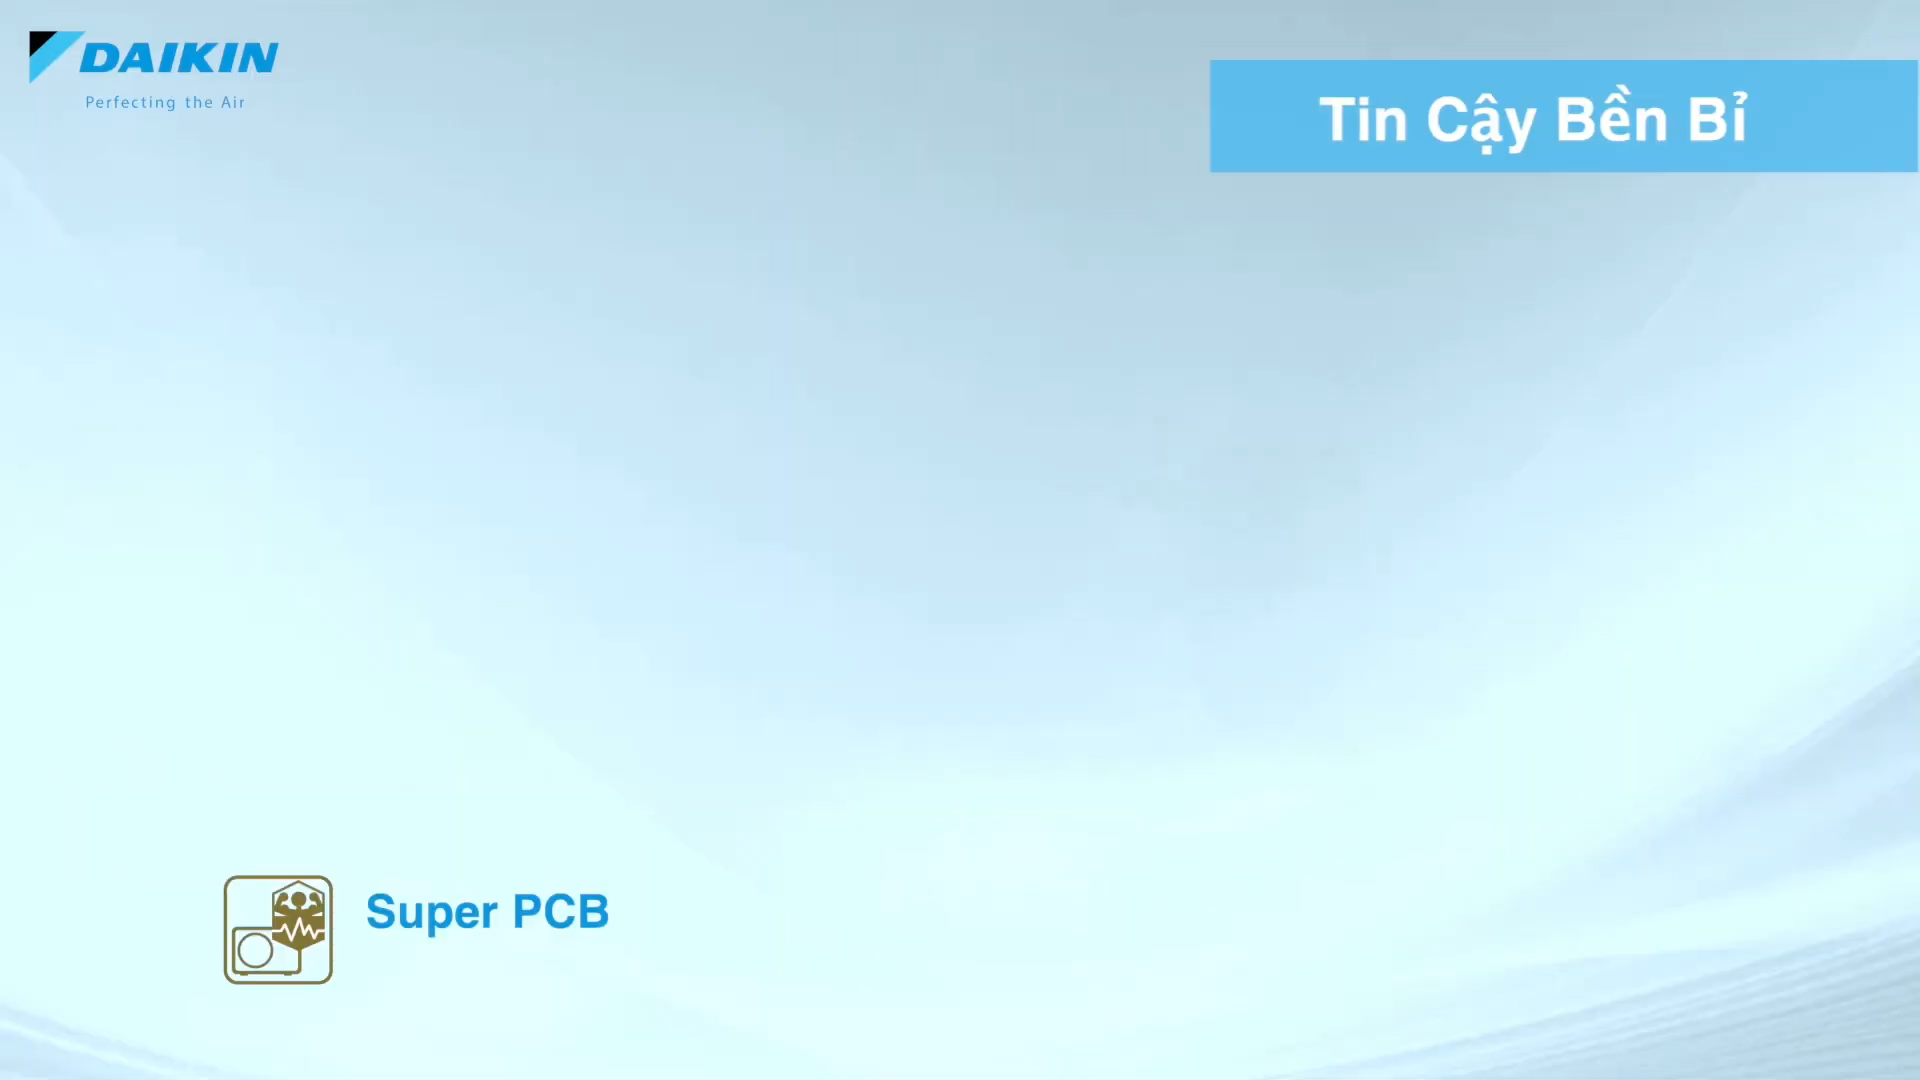 DAIKIN
Perfecting the Air
Tin Cậy Bền Bỉ
Super PCB